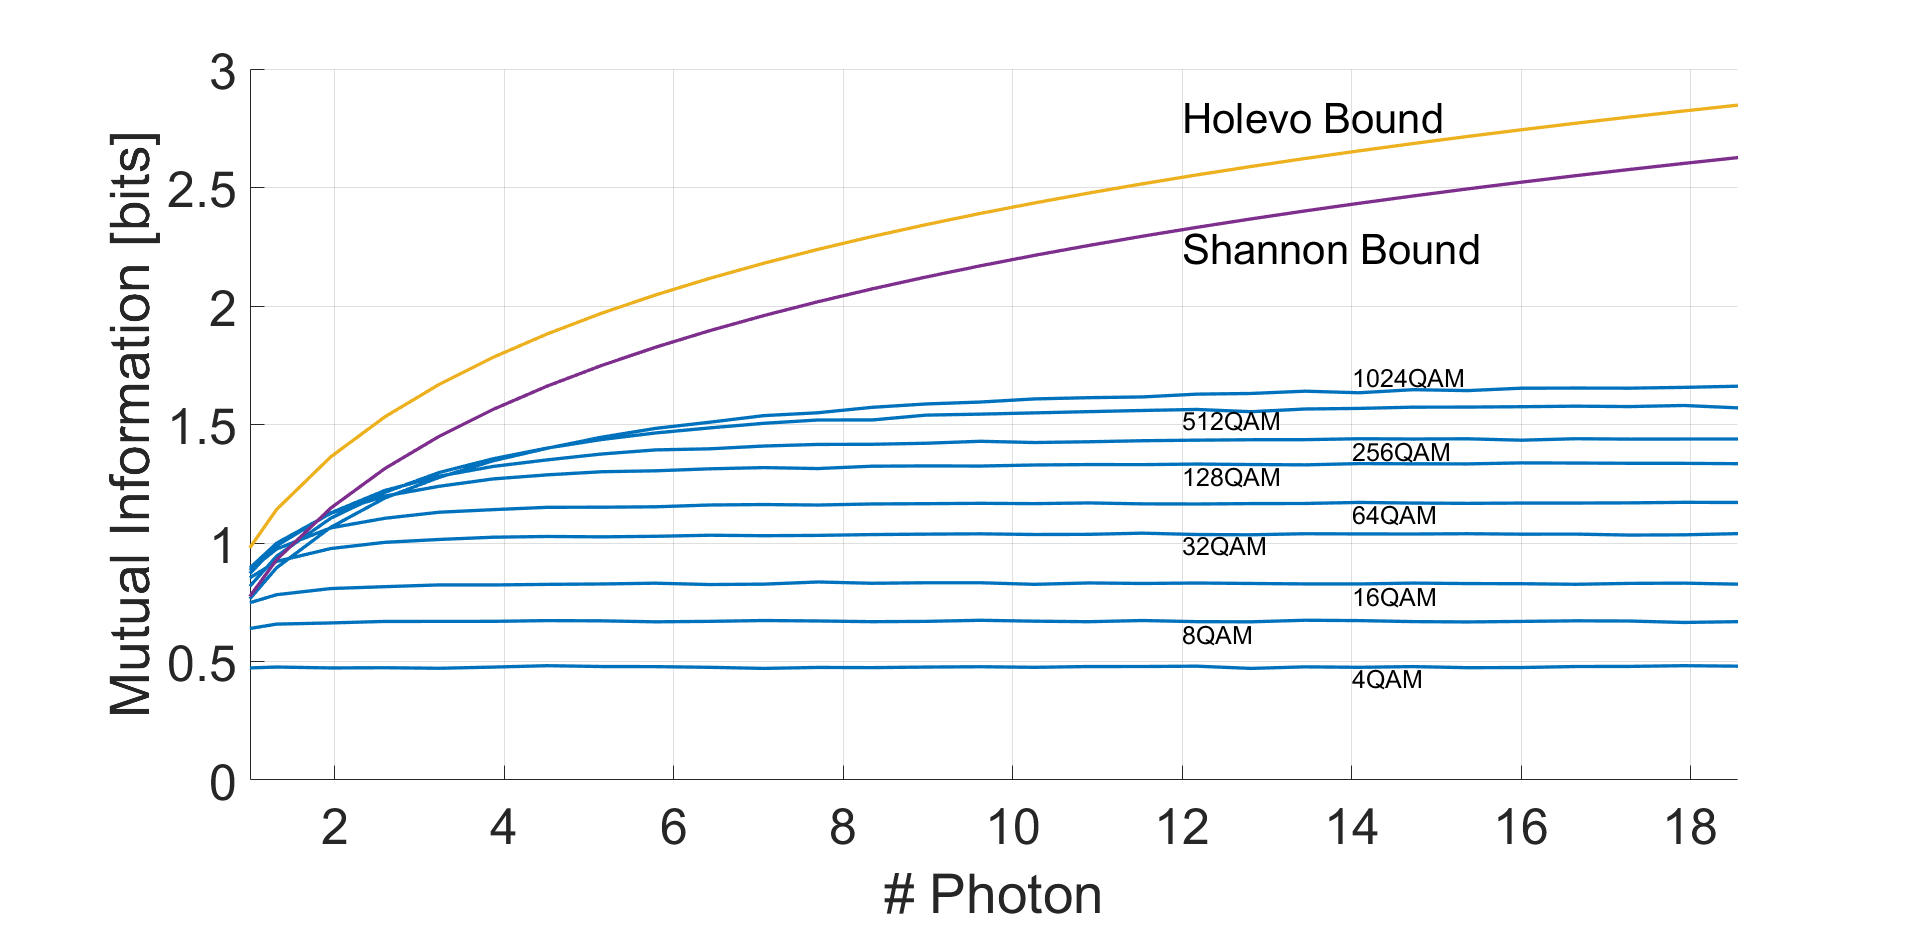 3
2.5
2
1.5
1
0.5
0
Mutual Information [bits]
Holevo Bound
Shannon Bound
1024QAM
512QAM
256QAM
128QAM
64QAM
32QAM
16QAM
8QAM
4QAM
2 4 6 8 10 12 14 16 18
# Photon